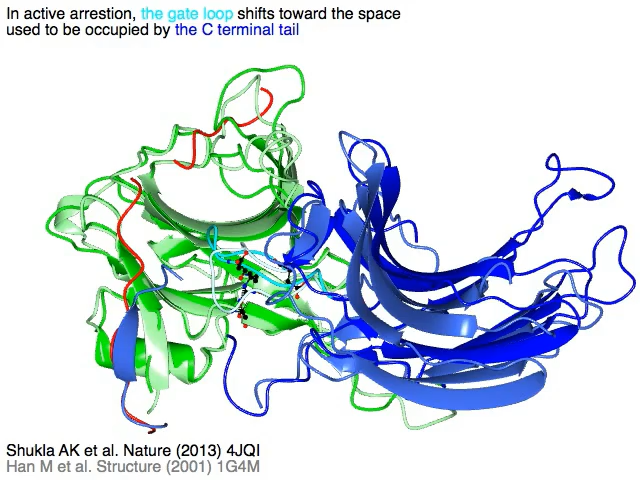 In active arrestion, the gate loop shifts toward the space
used to be occupied by the C terminal tail
Shukla AK et al. Nature (2013) 4JQI
Han M et al. Structure (2001) 1G4M